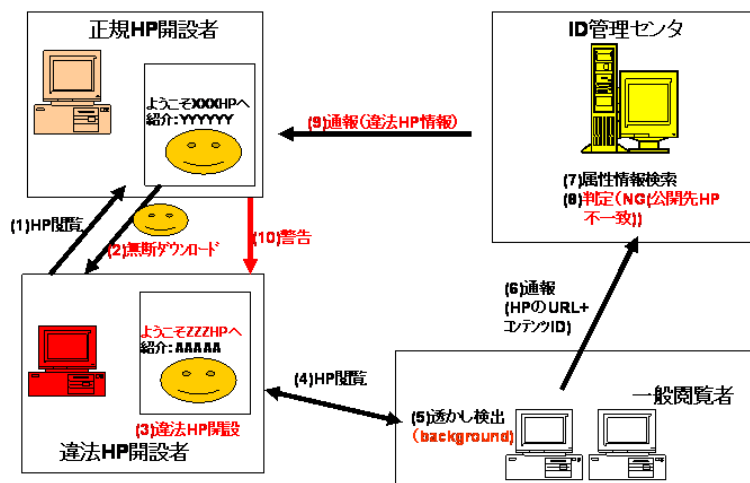 正規HP開設者
ようこそXXXHPへ
紹介:YYYYYY
ID管理センタ
(9)通報(違法HP情報)
(7)属性情報検索
(8)判定(NG(公開先HP
不一致))
(1)HP閲覧
(2)無断ダウンロード
(10)警告
(6)通報
(HPのURL+
コンテンツID)
ようこそZZZHPへ
紹介:AAAAA
(3)違法HP開設
違法HP開設者
(4)HP閲覧
一般閲覧者
(5)透かし検出
(background)